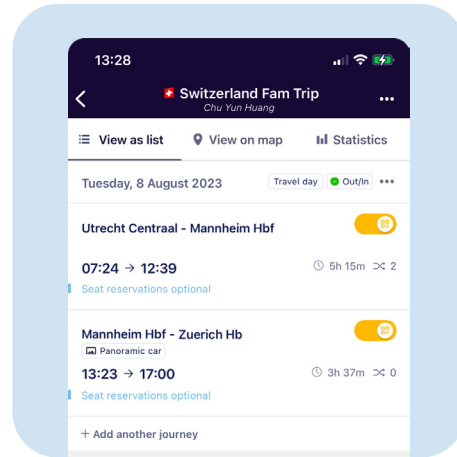 13:28
Switzerland Fam Trip
Chu Yun Huang
View as list View on map Statistics
Tuesday, 8 August 2023 Travel day Out/In
Utrecht Centraal - Mannheim Hbf
07:24 → 12:39 5h 15m 2
Seat reservations optional
Mannheim Hbf - Zuerich Hb
Panoramic car
13:23 → 17:00 3h 37m 0
Seat reservations optional
+ Add another journey